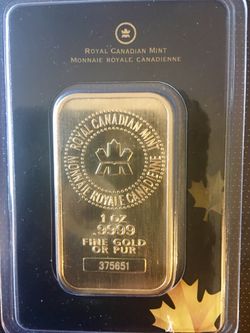 ROYAL CANADIAN MINT
MONNAIE ROYALE CANADIENNE
ROYAL CANADIAN MINT
MONNAIE ROYALE CANADIENNE
1 OZ
.9999
FINE GOLD
OR PUR
375651